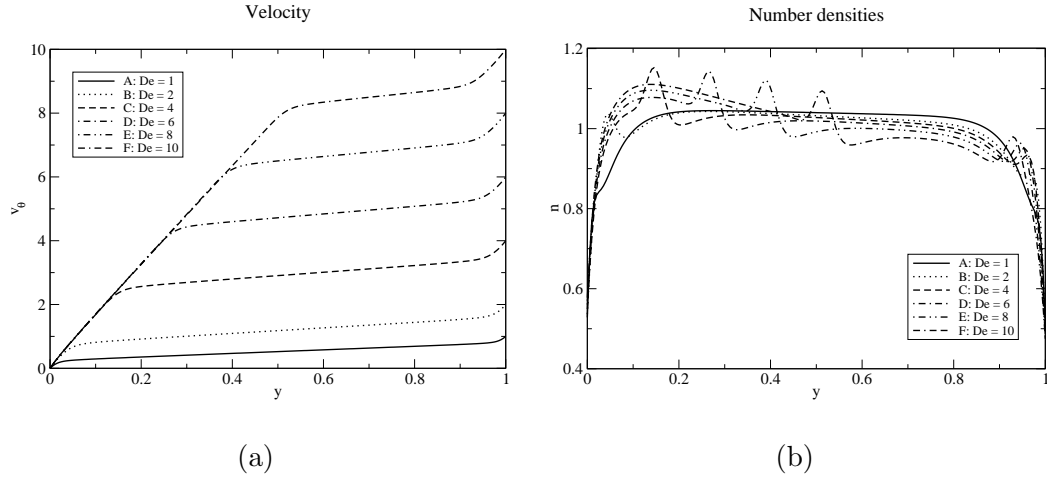 Velocity
10
8
6
4
2
0
v_θ
A: De = 1
B: De = 2
C: De = 4
D: De = 6
E: De = 8
F: De = 10
0 0.2 0.4 0.6 0.8 1
y
(a)
Number densities
1.2
1
0.8
0.6
0.4
n
A: De = 1
B: De = 2
C: De = 4
D: De = 6
E: De = 8
F: De = 10
0 0.2 0.4 0.6 0.8 1
y
(b)